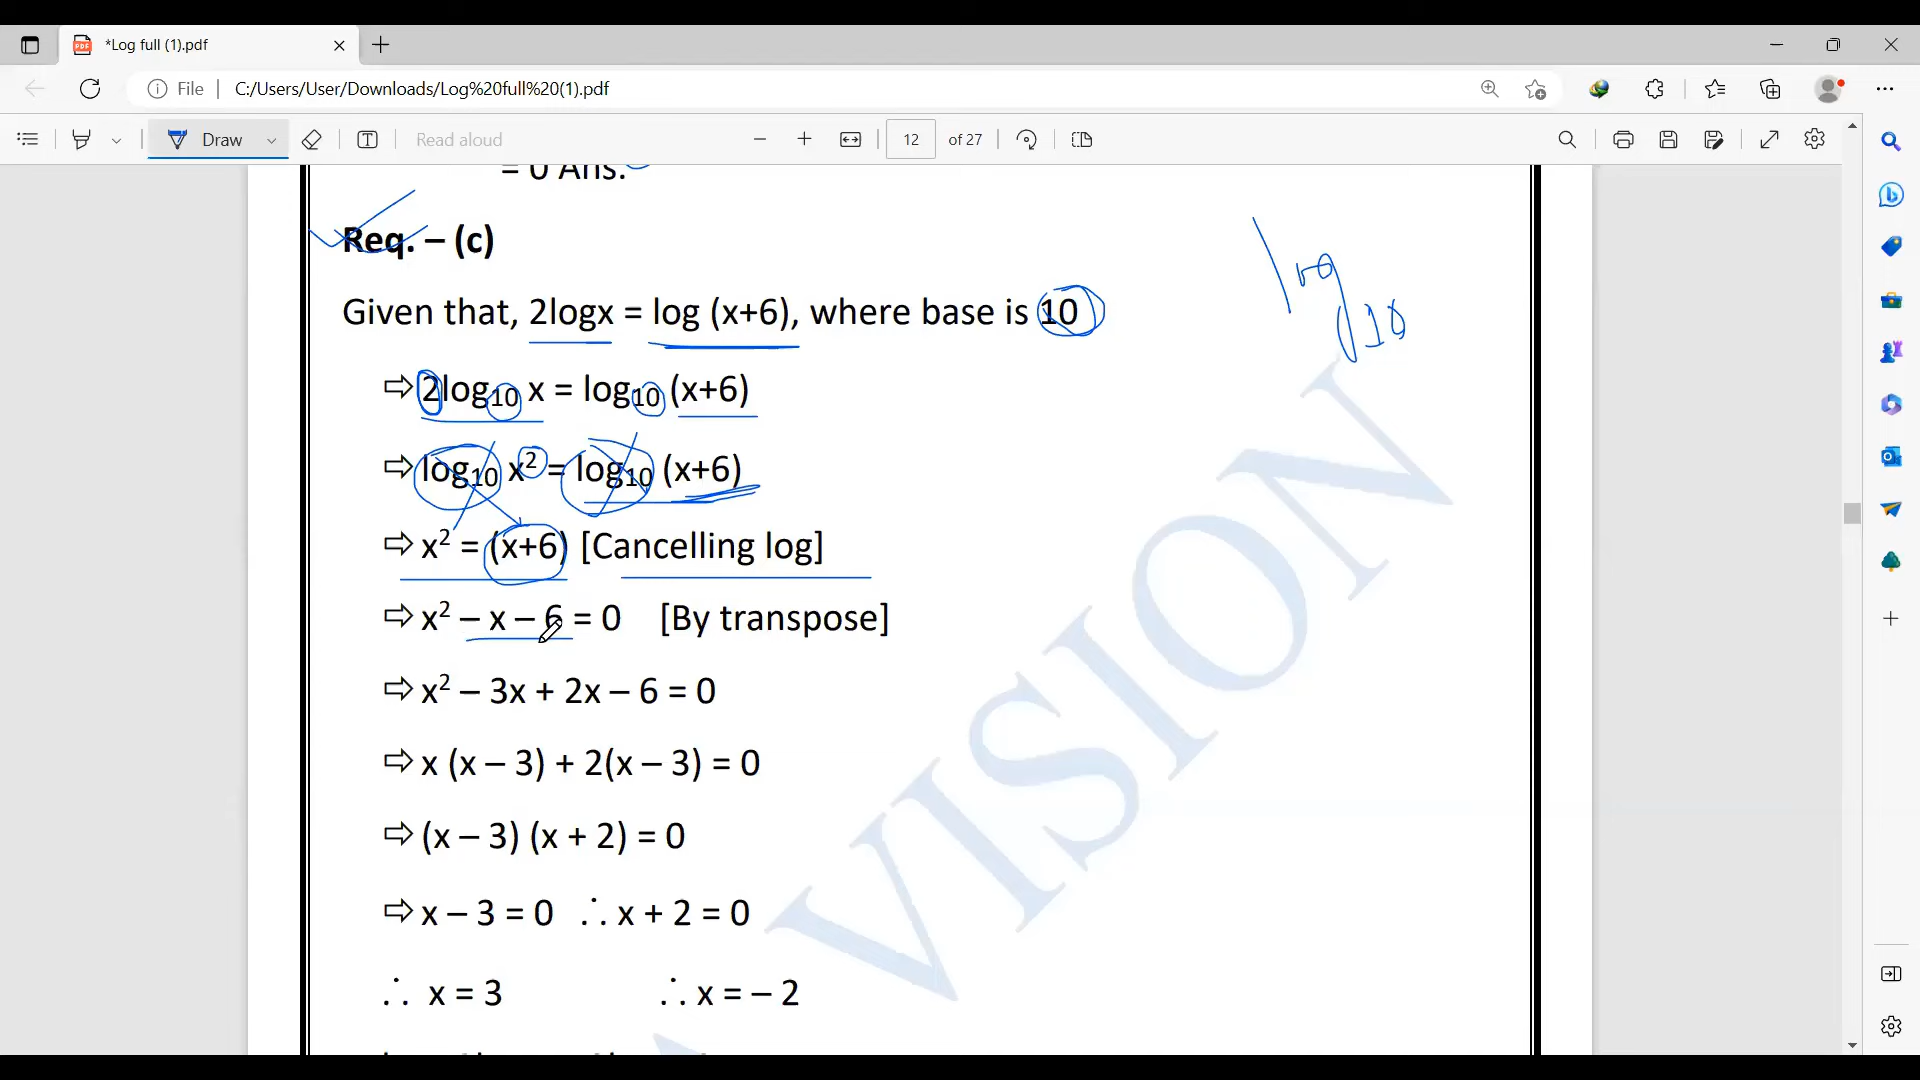 *Log full (1).pdf
File
C:/Users/User/Downloads/Log%20full%20(1).pdf
Draw
Read aloud
12 of 27
= 0 Ans.
Req. – (c)
Given that, 2logx = log (x+6), where base is 10
log 10
⇨ 2log₁₀ x = log₁₀ (x+6)
⇨ log₁₀ x² = log₁₀ (x+6)
⇨ x² = (x+6) [Cancelling log]
⇨ x² – x – 6 = 0 [By transpose]
⇨ x² – 3x + 2x – 6 = 0
⇨ x (x – 3) + 2(x – 3) = 0
⇨ (x – 3) (x + 2) = 0
⇨ x – 3 = 0 ∴ x + 2 = 0
∴ x = 3 ∴ x = – 2
VISION